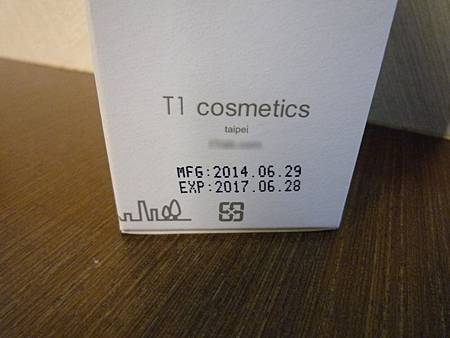 T1 cosmetics
taipei
MFG:2014.06.29
EXP:2017.06.28